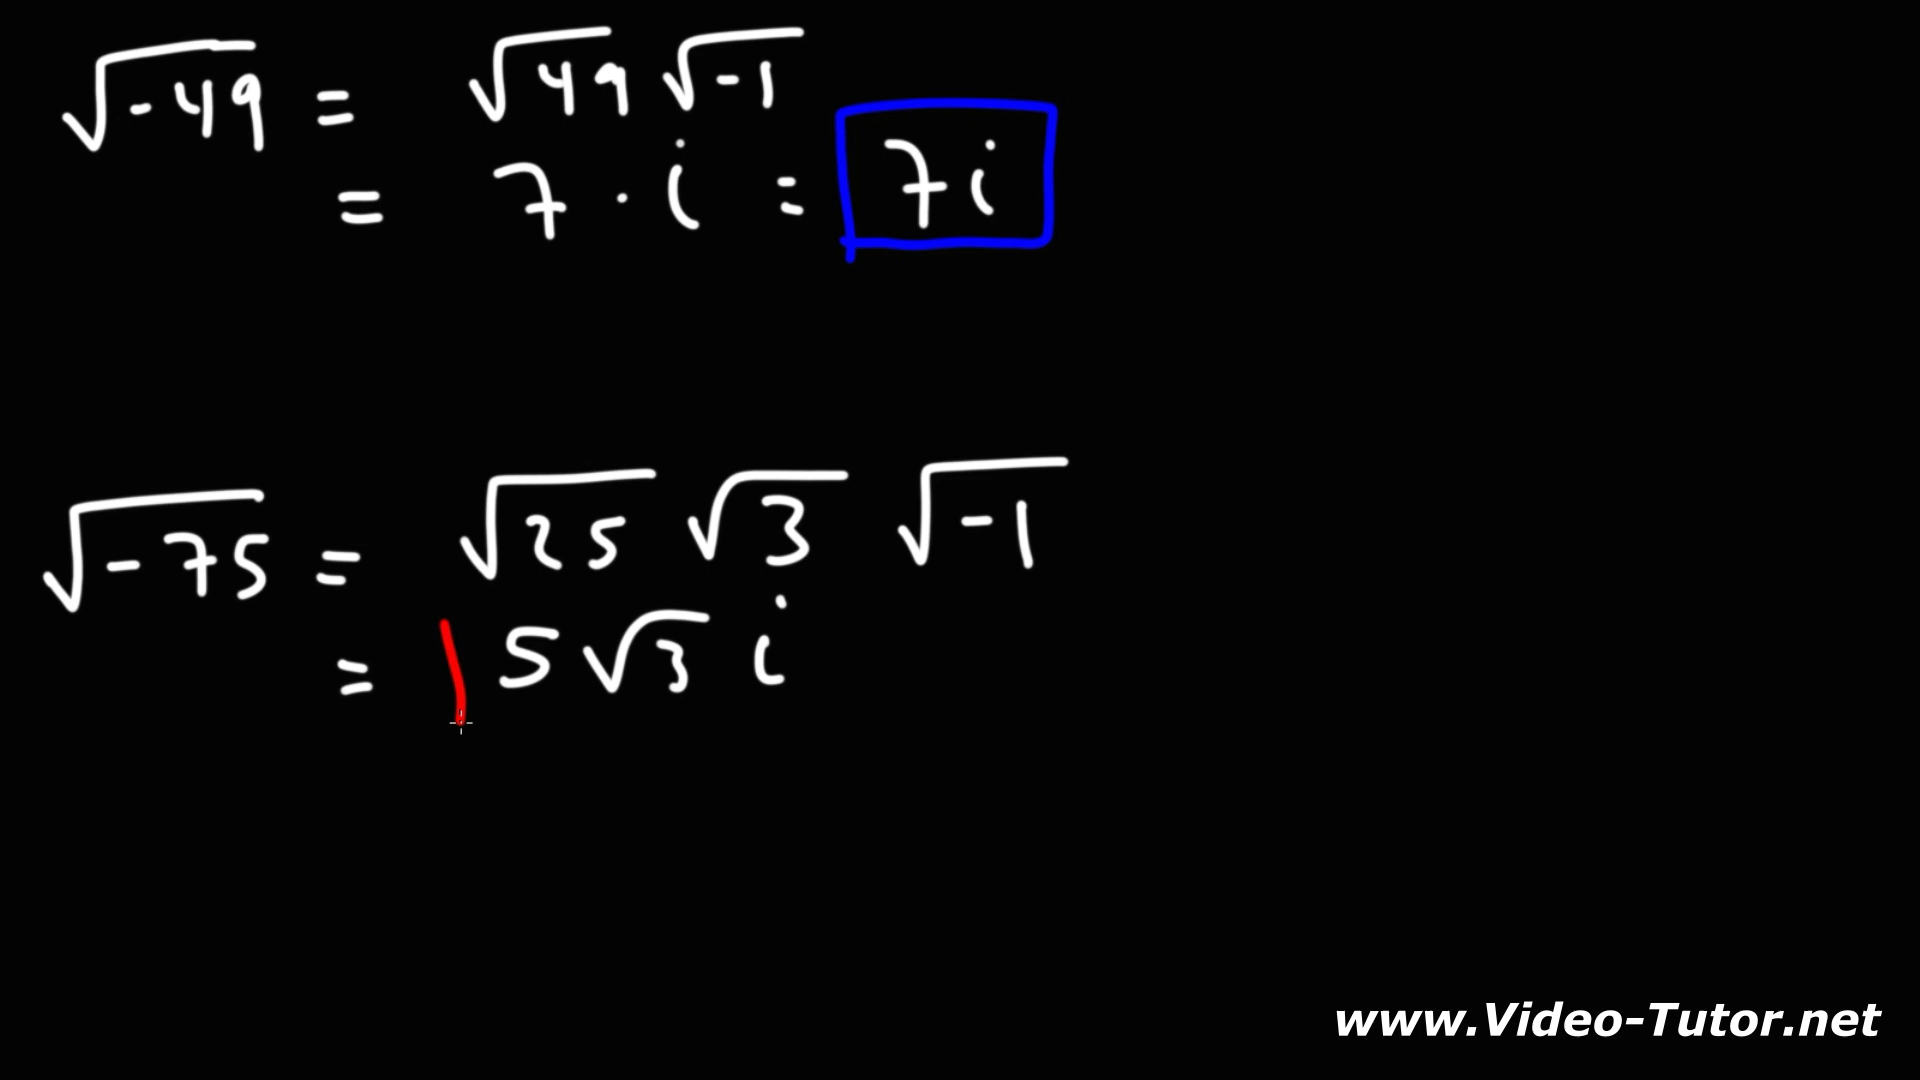 √-49 = √49 √-1
= 7 · i = 7i
√-75 = √25 √3 √-1
= 5√3 i
www.Video-Tutor.net